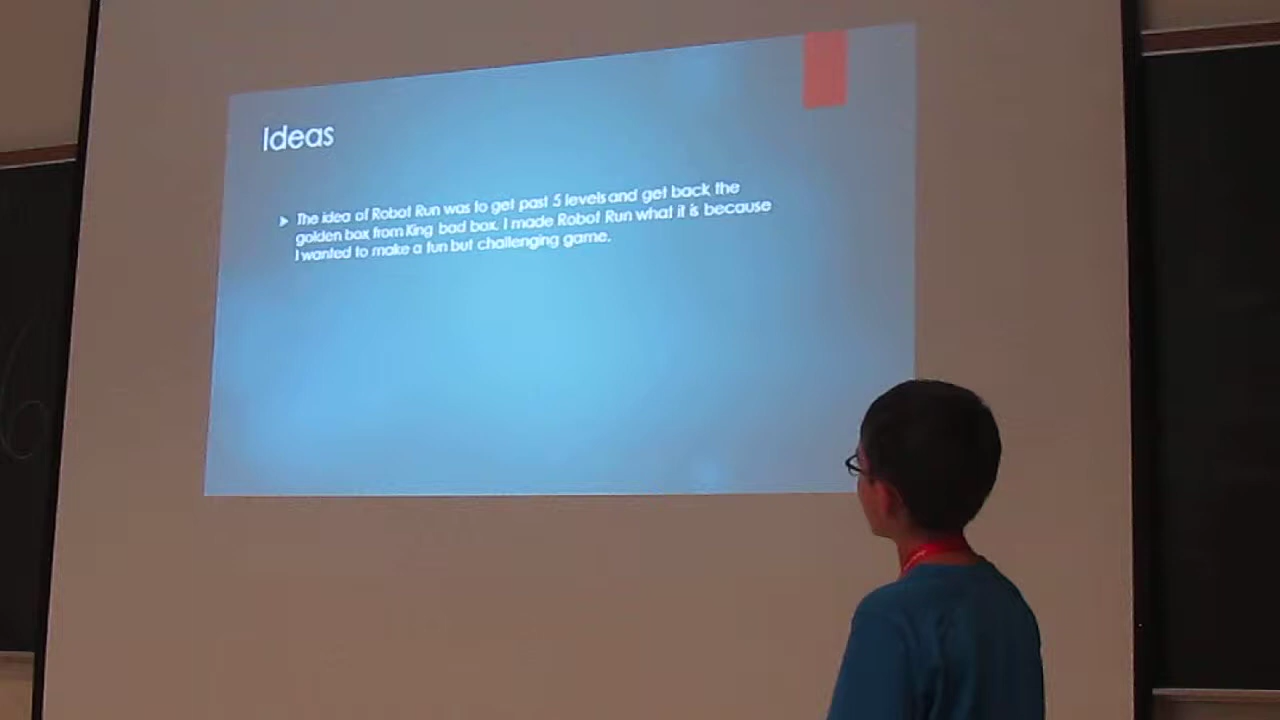 Ideas
The idea of Robot Run was to get past 5 levels and get back the
golden box from King bad box. I made Robot Run what it is because
I wanted to make a fun but challenging game.